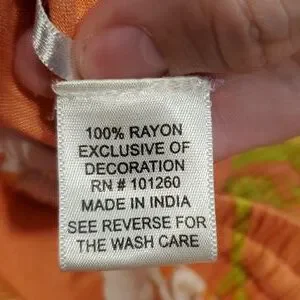 100% RAYON
EXCLUSIVE OF
DECORATION
RN # 101260
MADE IN INDIA
SEE REVERSE FOR
THE WASH CARE